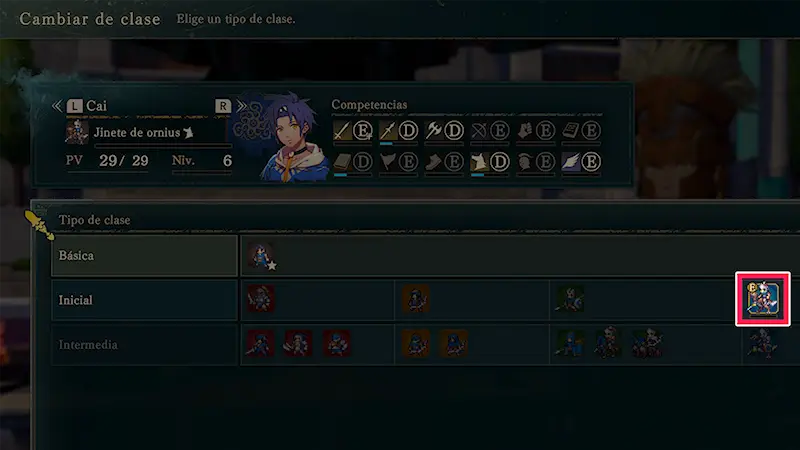 Cambiar de clase Elige un tipo de clase.
L Cai R Competencias
Jinete de ornius E D D E E E
PV 29/ 29 Niv. 6 D E E D E E
Tipo de clase
Básica
Inicial E
Intermedia